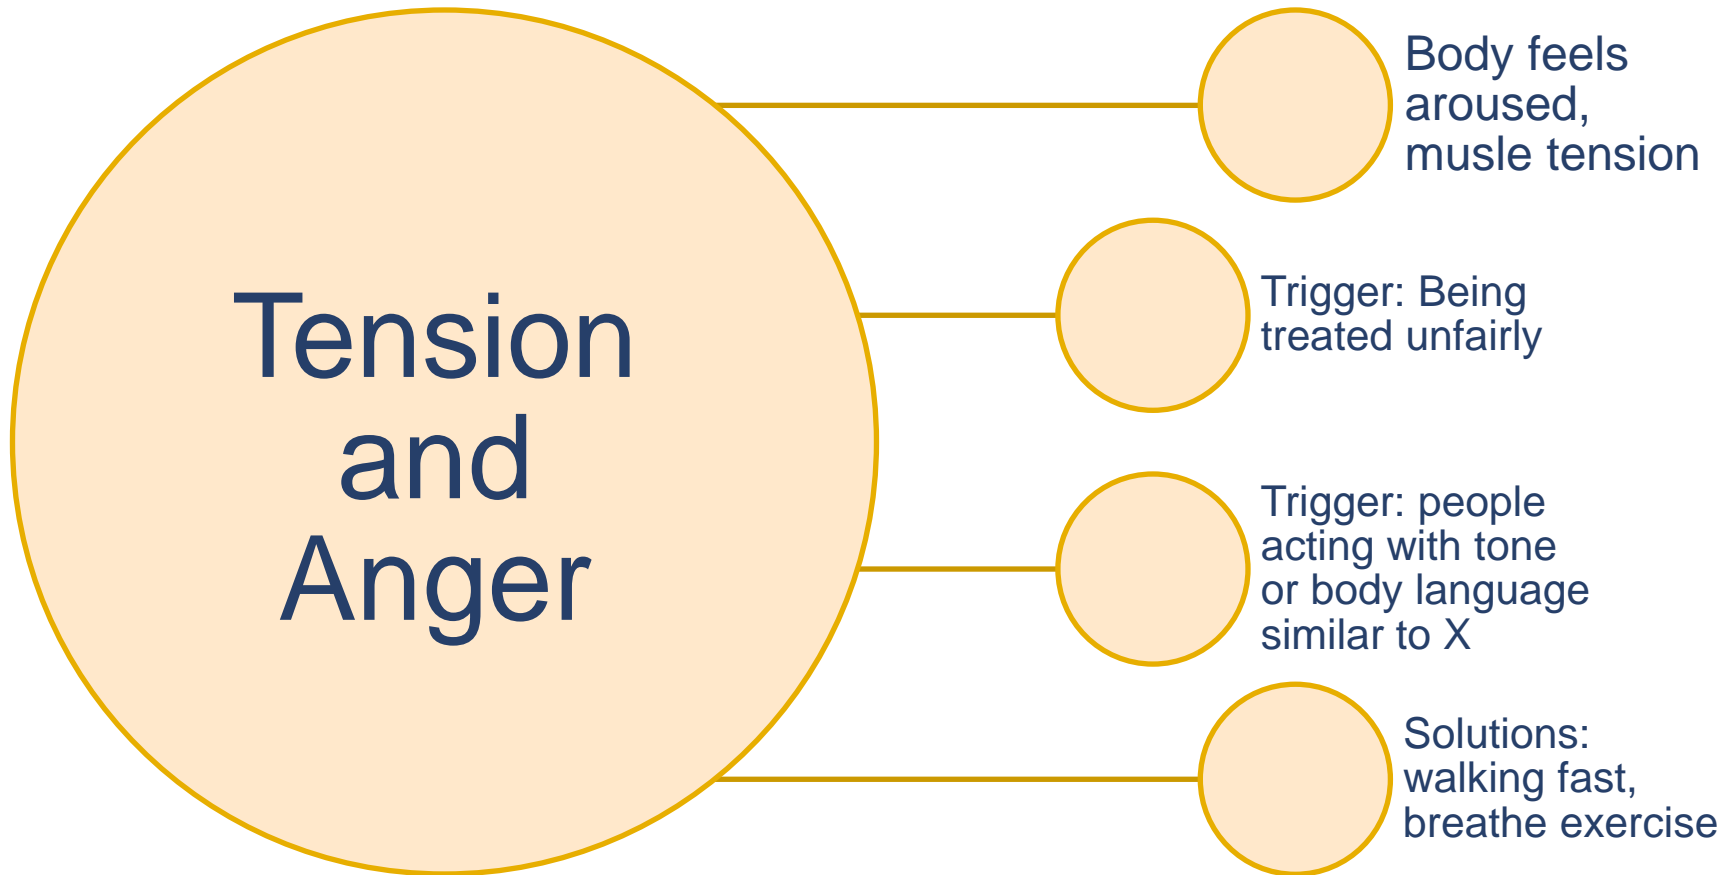 Tension
and
Anger
Body feels
aroused,
musle tension
Trigger: Being
treated unfairly
Trigger: people
acting with tone
or body language
similar to X
Solutions:
walking fast,
breathe exercise